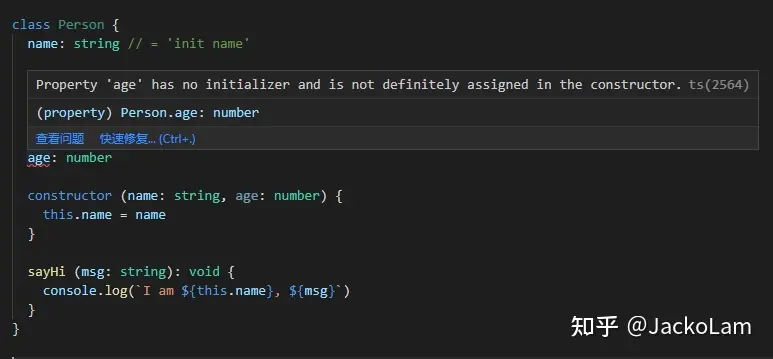 class Person {
name: string // = 'init name'
Property 'age' has no initializer and is not definitely assigned in the constructor. ts(2564)
(property) Person.age: number
查看问题 快速修复... (Ctrl+.)
age: number
constructor (name: string, age: number) {
this.name = name
}
sayHi (msg: string): void {
console.log(`I am ${this.name}, ${msg}`)
}
}
知乎 @JackoLam